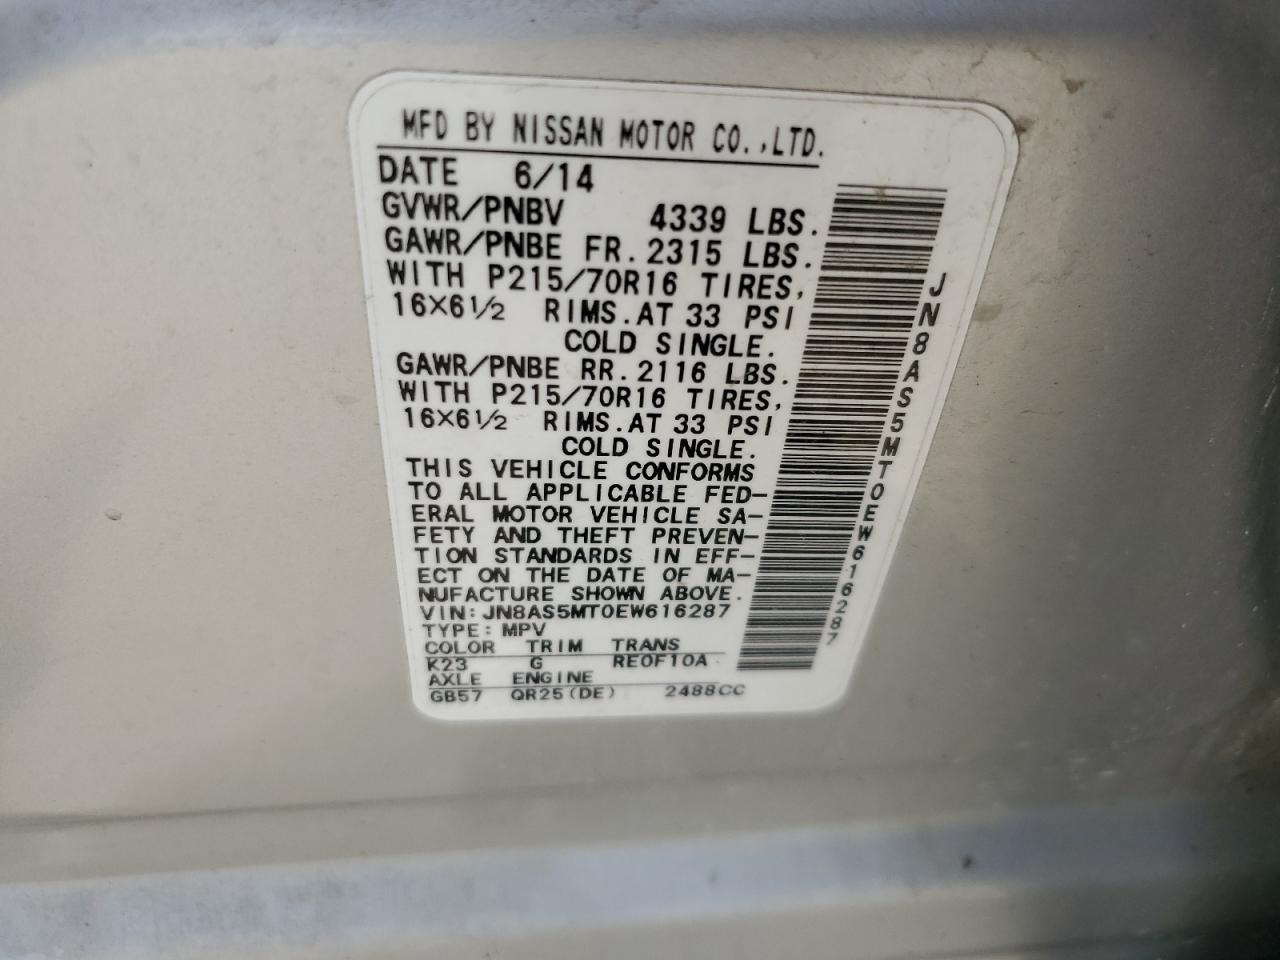 MFD BY NISSAN MOTOR CO.,LTD.
DATE 6/14
GVWR/PNBV 4339 LBS.
GAWR/PNBE FR. 2315 LBS.
WITH P215/70R16 TIRES,
16X6½ RIMS.AT 33 PSI
COLD SINGLE.
GAWR/PNBE RR. 2116 LBS.
WITH P215/70R16 TIRES,
16X6½ RIMS.AT 33 PSI
COLD SINGLE.
THIS VEHICLE CONFORMS
TO ALL APPLICABLE FED-
ERAL MOTOR VEHICLE SA-
FETY AND THEFT PREVEN-
TION STANDARDS IN EFF-
ECT ON THE DATE OF MA-
NUFACTURE SHOWN ABOVE.
VIN: JN8AS5MT0EW616287
TYPE: MPV
COLOR TRIM TRANS
K23 G RE0F10A
AXLE ENGINE
GB57 QR25(DE) 2488CC
JN8AS5MT0EW616287